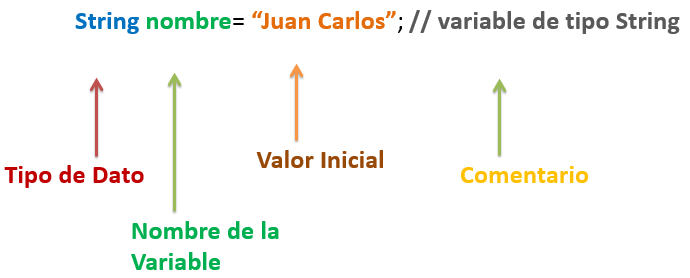 String nombre= “Juan Carlos”; // variable de tipo String
Valor Inicial
Tipo de Dato
Comentario
Nombre de la
Variable